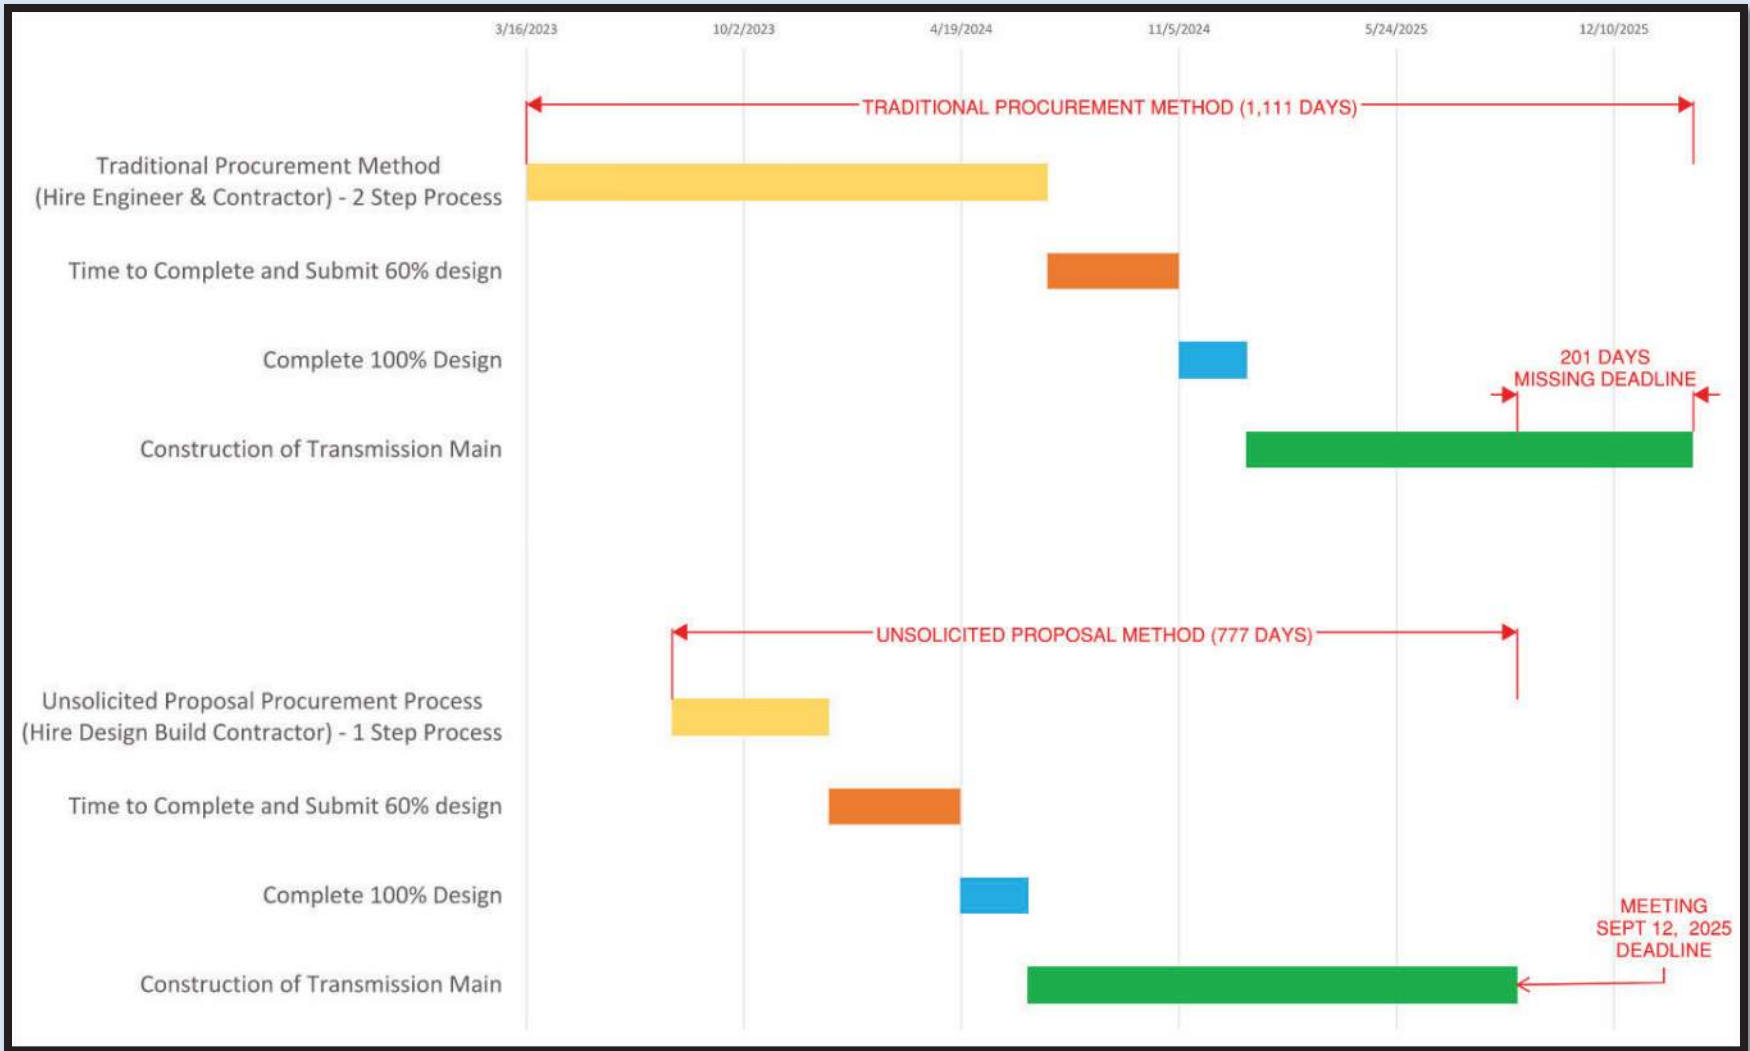 3/16/2023 10/2/2023 4/19/2024 11/5/2024 5/24/2025 12/10/2025
TRADITIONAL PROCUREMENT METHOD (1,111 DAYS)
Traditional Procurement Method
(Hire Engineer & Contractor) - 2 Step Process
Time to Complete and Submit 60% design
Complete 100% Design
201 DAYS
MISSING DEADLINE
Construction of Transmission Main
UNSOLICITED PROPOSAL METHOD (777 DAYS)
Unsolicited Proposal Procurement Process
(Hire Design Build Contractor) - 1 Step Process
Time to Complete and Submit 60% design
Complete 100% Design
MEETING
SEPT 12, 2025
DEADLINE
Construction of Transmission Main